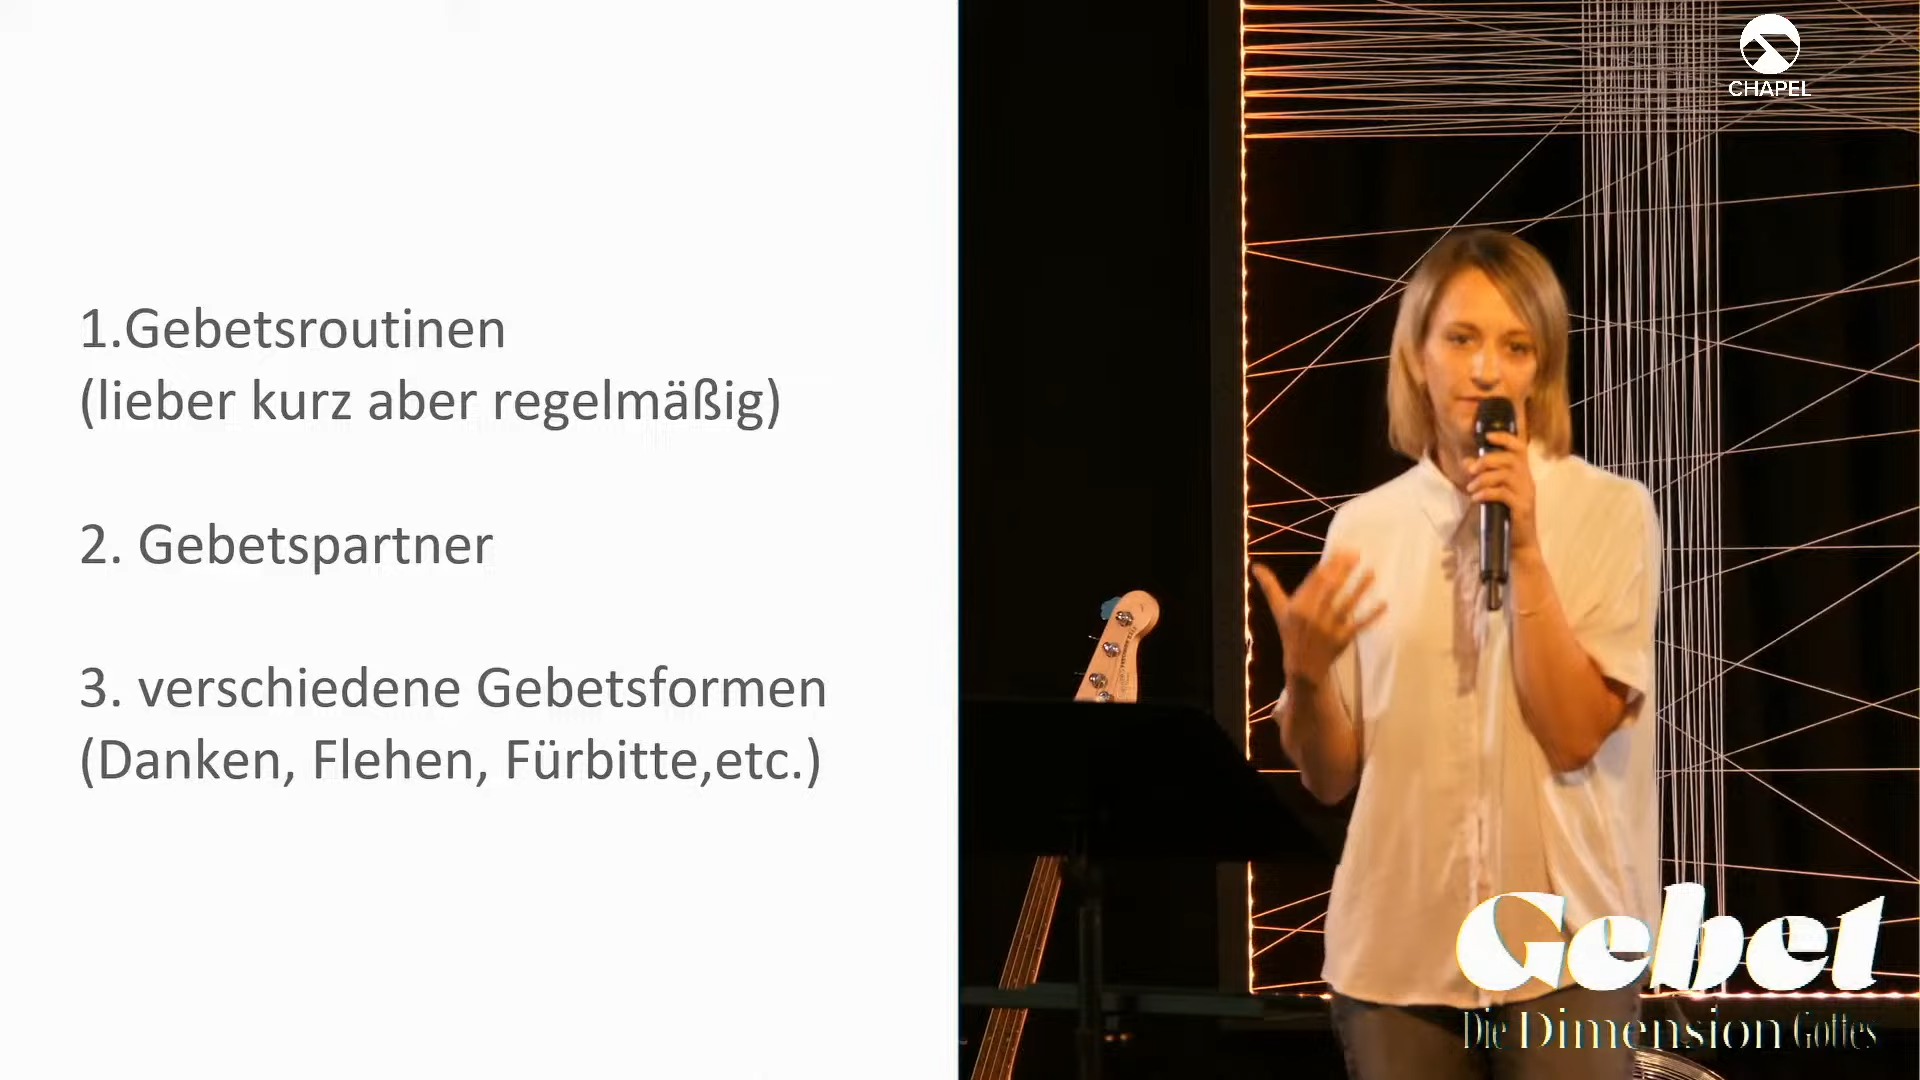 1.Gebetsroutinen
(lieber kurz aber regelmäßig)
2. Gebetspartner
3. verschiedene Gebetsformen
(Danken, Flehen, Fürbitte,etc.)
CHAPEL
Gebet
Die Dimension Gottes